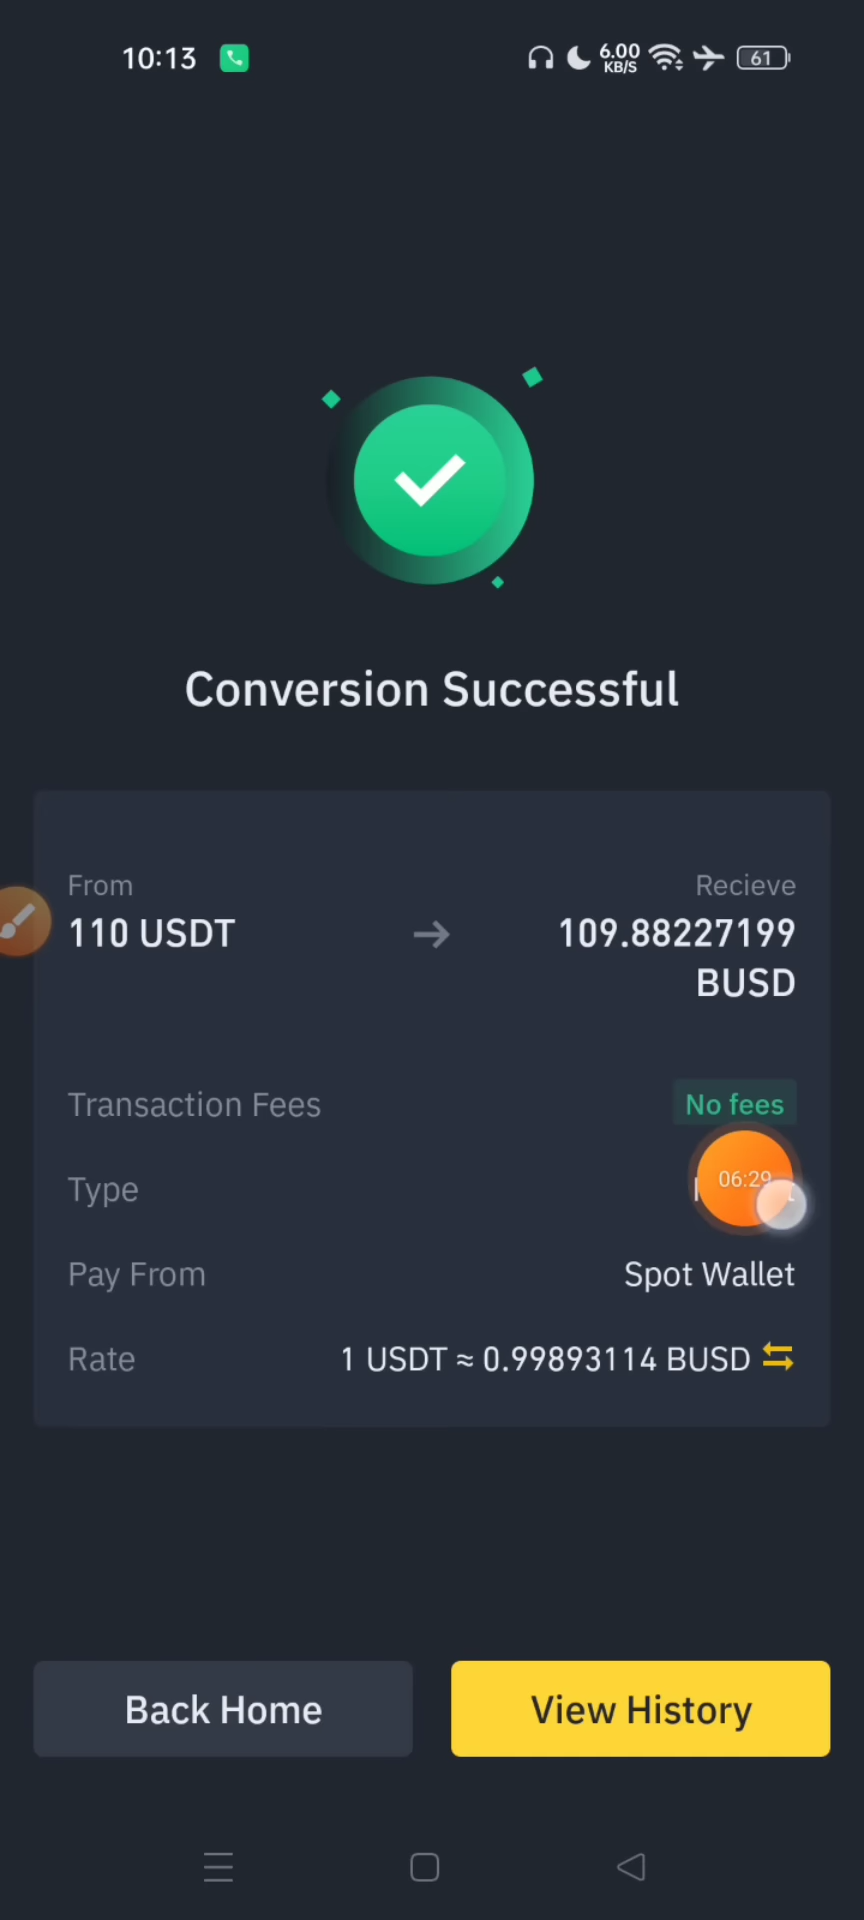 10:13
6.00
KB/S
61
Conversion Successful
From
Recieve
110 USDT
109.88227199
BUSD
Transaction Fees
No fees
Type
06:29
Pay From
Spot Wallet
Rate
1 USDT ≈ 0.99893114 BUSD
Back Home
View History